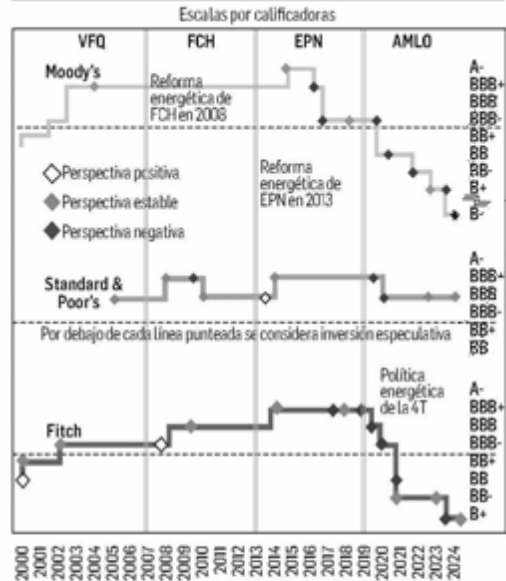 Escalas por calificadoras
VFQ FCH EPN AMLO
Moody's
Reforma
energética de
FCH en 2008
A-
BBB+
BBB
BBB-
BB+
BB
BB-
B+
B-
Perspectiva positiva
Perspectiva estable
Perspectiva negativa
Reforma
energética de
EPN en 2013
Standard &
Poor's
A-
BBB+
BBB
BBB-
BB+
BB
Por debajo de cada línea punteada se considera inversión especulativa
Política
energética
de la 4T
Fitch
A-
BBB+
BBB
BBB-
BB+
BB
BB-
B+
2000 2001 2002 2003 2004 2005 2006 2007 2008 2009 2010 2011 2012 2013 2014 2015 2016 2017 2018 2019 2020 2021 2022 2023 2024